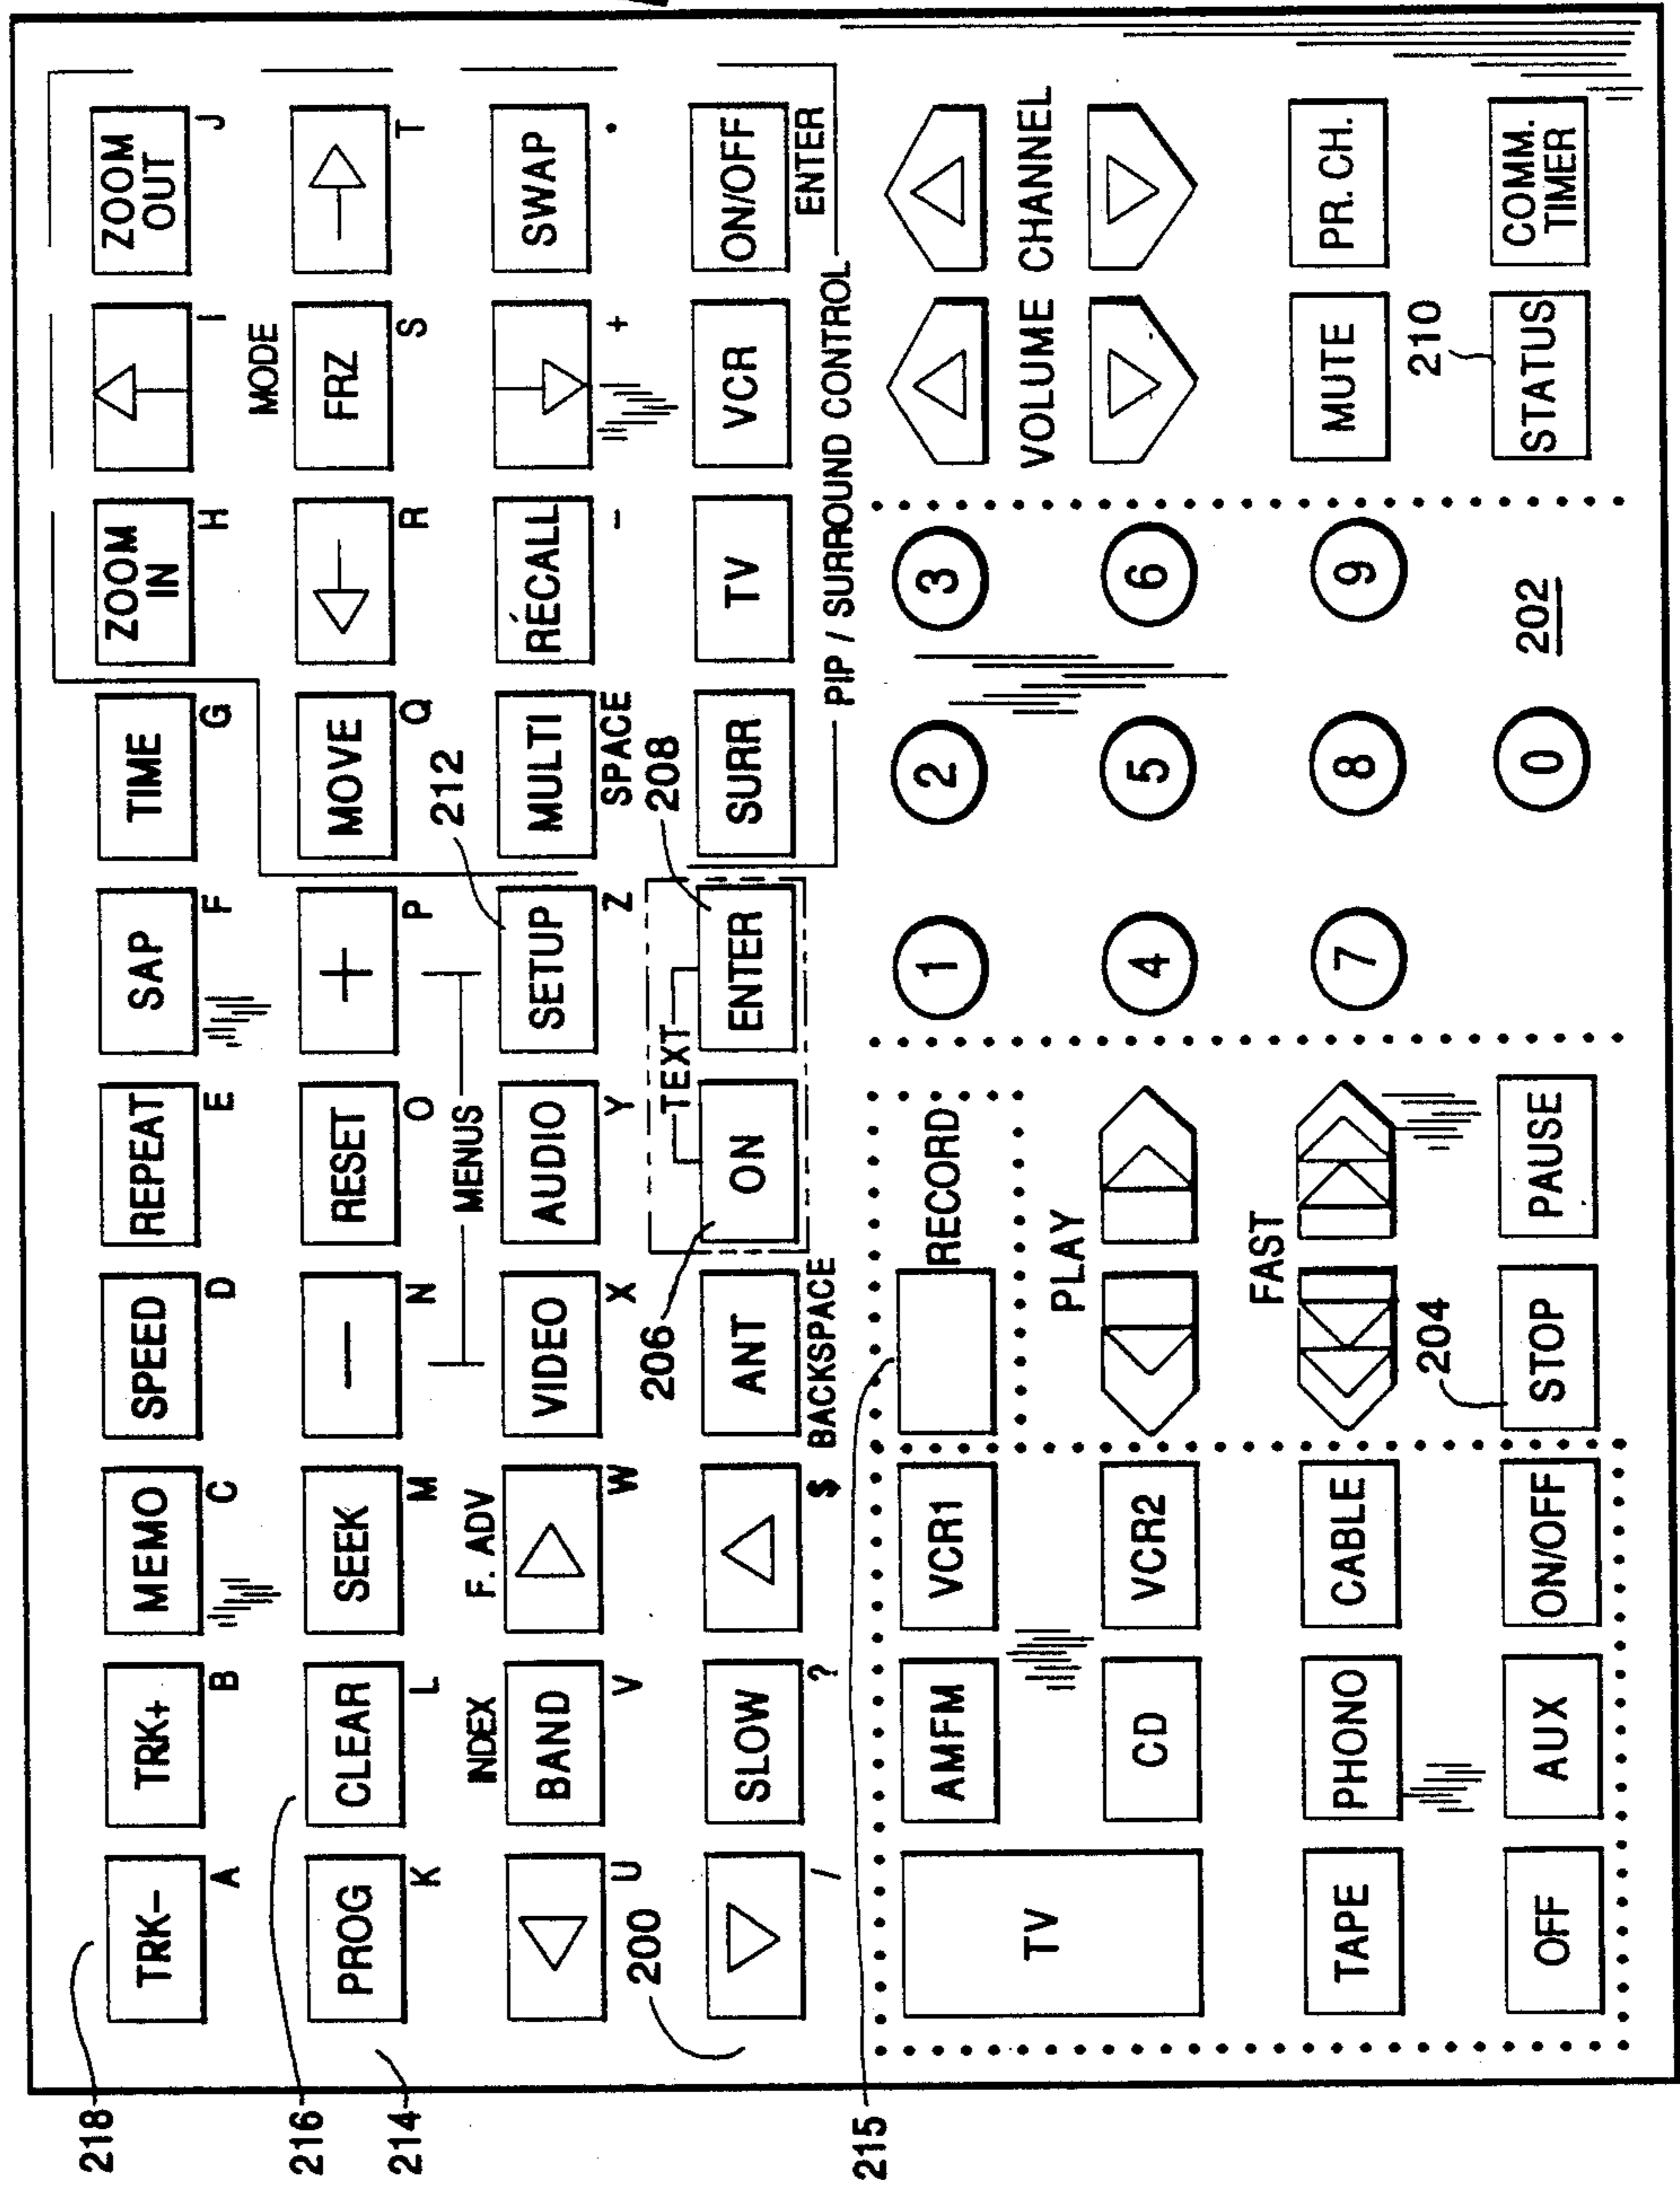 218
TRK– TRK+ MEMO SPEED REPEAT SAP TIME ZOOM IN ZOOM OUT
A B C D E F G H I J
216
214
MODE
PROG CLEAR SEEK — RESET + MOVE FRZ
K L M N O P Q R S T
INDEX F. ADV MENUS 212
BAND VIDEO AUDIO SETUP MULTI RECALL SWAP
U V W X Y Z SPACE – + .
200 206 TEXT 208
SLOW ANT ON ENTER SURR TV VCR ON/OFF
/ ? $ BACKSPACE ENTER
PIP / SURROUND CONTROL
215
TV AMFM VCR1 RECORD 1 2 3
PLAY VOLUME CHANNEL
CD VCR2 4 5 6
FAST
TAPE PHONO CABLE 7 8 9 MUTE PR. CH.
204 202 210
OFF AUX ON/OFF STOP PAUSE 0 STATUS COMM. TIMER